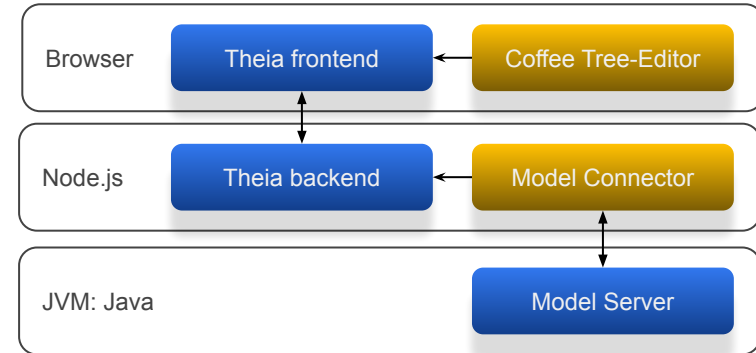 Browser
Theia frontend
Coffee Tree-Editor
Node.js
Theia backend
Model Connector
JVM: Java
Model Server